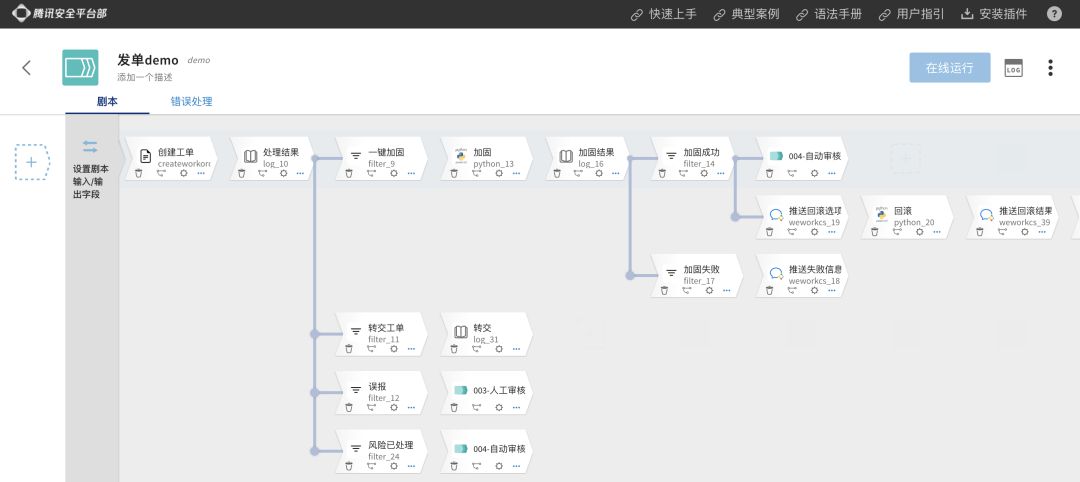 腾讯安全平台部
快速上手
典型案例
语法手册
用户指引
安装插件
?
发单demo demo
添加一个描述
在线运行
LOG
剧本
错误处理
设置剧本
输入/输
出字段
创建工单
createworkor
处理结果
log_10
一键加固
filter_9
加固
python_13
加固结果
log_16
加固成功
filter_14
004-自动审核
推送回滚选项
weworkcs_19
回滚
python_20
推送回滚结果
weworkcs_39
加固失败
filter_17
推送失败信息
weworkcs_18
转交工单
filter_11
转交
log_31
误报
filter_12
003-人工审核
风险已处理
filter_24
004-自动审核